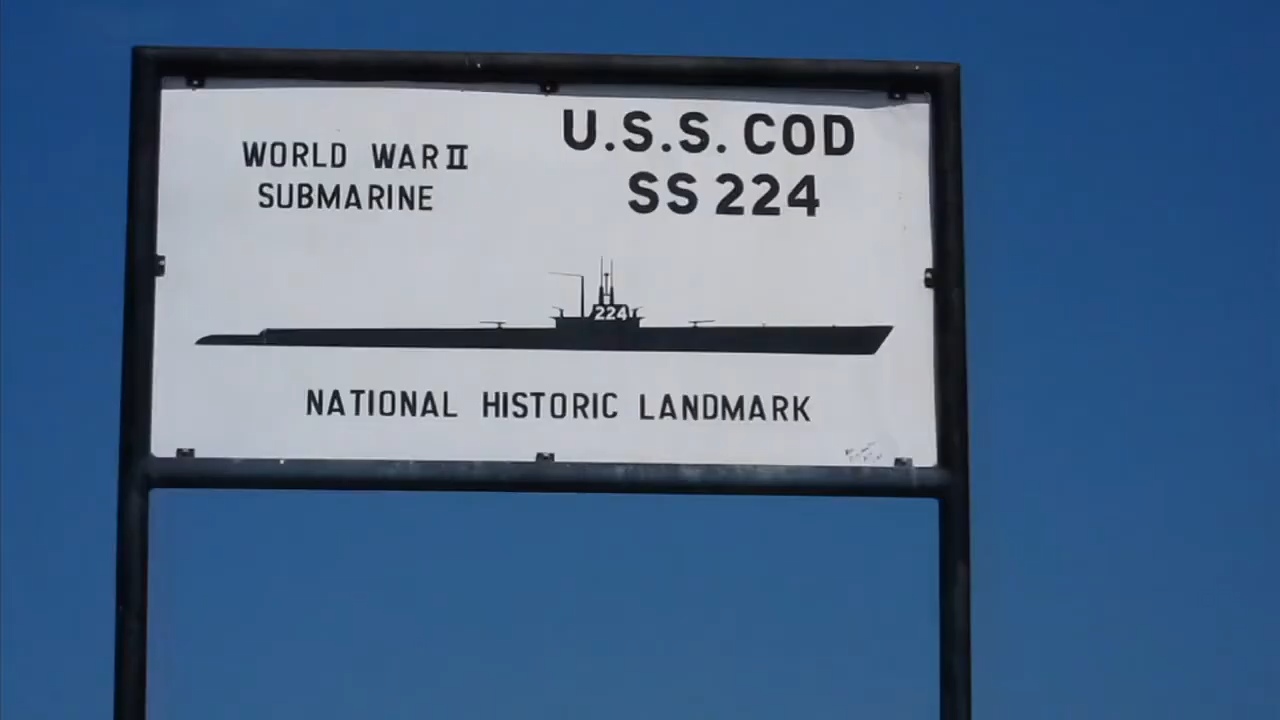 WORLD WAR II
SUBMARINE
U.S.S. COD
SS 224
224
NATIONAL HISTORIC LANDMARK